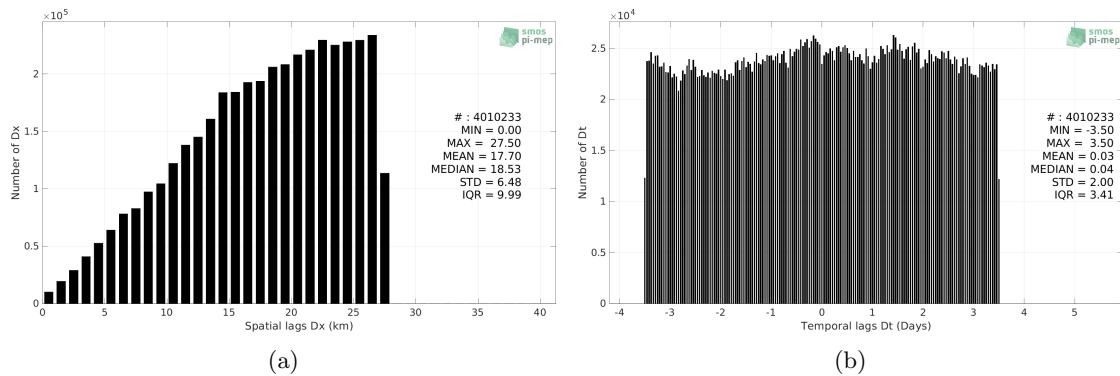 ×10⁵
2
1.5
1
0.5
0
Number of Dx
0 5 10 15 20 25 30 35 40
Spatial lags Dx (km)
smos
pi-mep
# : 4010233
MIN = 0.00
MAX = 27.50
MEAN = 17.70
MEDIAN = 18.53
STD = 6.48
IQR = 9.99
(a)
×10⁴
2.5
2
1.5
1
0.5
0
Number of Dt
-4 -3 -2 -1 0 1 2 3 4 5
Temporal lags Dt (Days)
smos
pi-mep
# : 4010233
MIN = -3.50
MAX = 3.50
MEAN = 0.03
MEDIAN = 0.04
STD = 2.00
IQR = 3.41
(b)